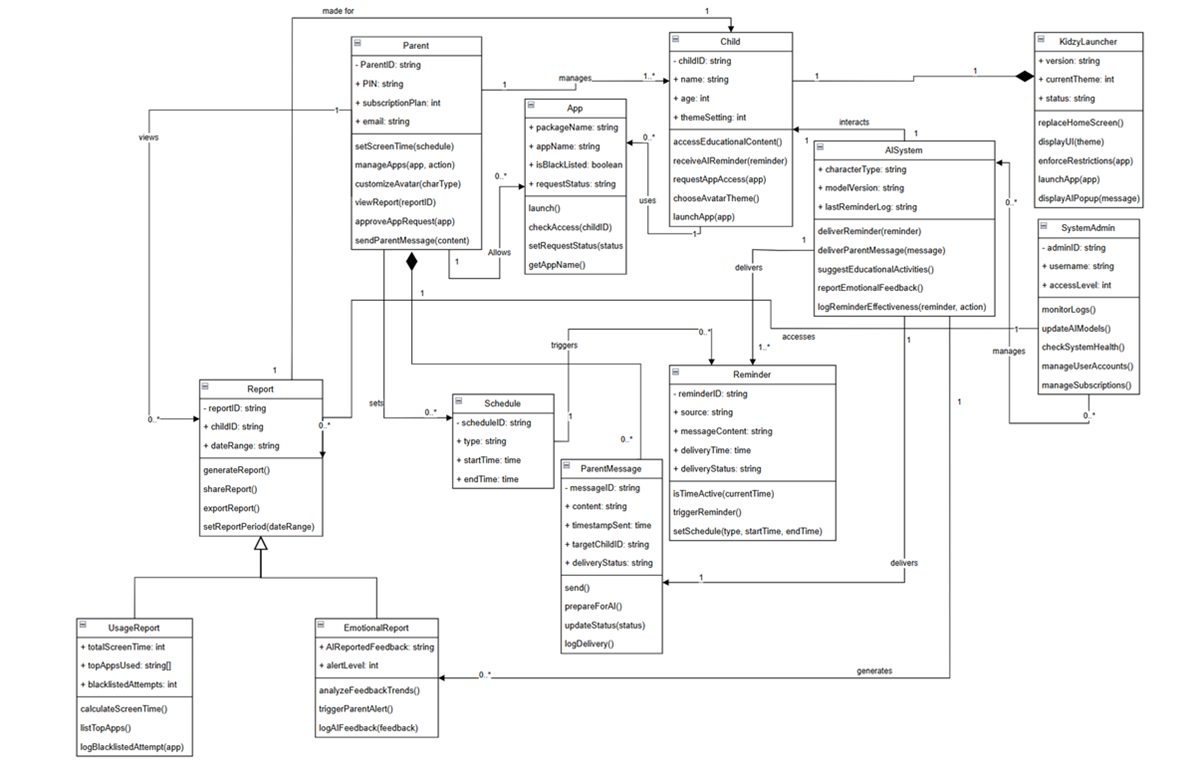 made for
1
Parent
- ParentID: string
+ PIN: string
+ subscriptionPlan: int
+ email: string
setScreenTime(schedule)
manageApps(app, action)
customizeAvatar(charType)
viewReport(reportID)
approveAppRequest(app)
sendParentMessage(content)
1
manages
1..*
Child
- childID: string
+ name: string
+ age: int
+ themeSetting: int
accessEducationalContent()
receiveAIReminder(reminder)
requestAppAccess(app)
chooseAvatarTheme()
launchApp(app)
1
1
KidzyLauncher
+ version: string
+ currentTheme: int
+ status: string
replaceHomeScreen()
displayUI(theme)
enforceRestrictions(app)
launchApp(app)
displayAIPopup(message)
App
+ packageName: string
+ appName: string
+ isBlackListed: boolean
+ requestStatus: string
launch()
checkAccess(childID)
setRequestStatus(status
getAppName()
0..*
uses
1
0..*
Allows
1
1
views
0..*
interacts
1
1
AISystem
+ characterType: string
+ modelVersion: string
+ lastReminderLog: string
deliverReminder(reminder)
deliverParentMessage(message)
suggestEducationalActivities()
reportEmotionalFeedback()
logReminderEffectiveness(reminder, action)
0..*
manages
0..*
SystemAdmin
- adminID: string
+ username: string
+ accessLevel: int
monitorLogs()
updateAIModels()
checkSystemHealth()
manageUserAccounts()
manageSubscriptions()
1
delivers
1..*
1
1
accesses
0..*
1
Report
- reportID: string
+ childID: string
+ dateRange: string
generateReport()
shareReport()
exportReport()
setReportPeriod(dateRange)
sets
0..*
Schedule
- scheduleID: string
+ type: string
+ startTime: time
+ endTime: time
1
triggers
0..*
Reminder
- reminderID: string
+ source: string
+ messageContent: string
+ deliveryTime: time
+ deliveryStatus: string
isTimeActive(currentTime)
triggerReminder()
setSchedule(type, startTime, endTime)
0..*
ParentMessage
- messageID: string
+ content: string
+ timestampSent: time
+ targetChildID: string
+ deliveryStatus: string
send()
prepareForAI()
updateStatus(status)
logDelivery()
1
delivers
1
1
generates
0..*
UsageReport
+ totalScreenTime: int
+ topAppsUsed: string[]
+ blacklistedAttempts: int
calculateScreenTime()
listTopApps()
logBlacklistedAttempt(app)
EmotionalReport
+ AIReportedFeedback: string
+ alertLevel: int
analyzeFeedbackTrends()
triggerParentAlert()
logAIFeedback(feedback)